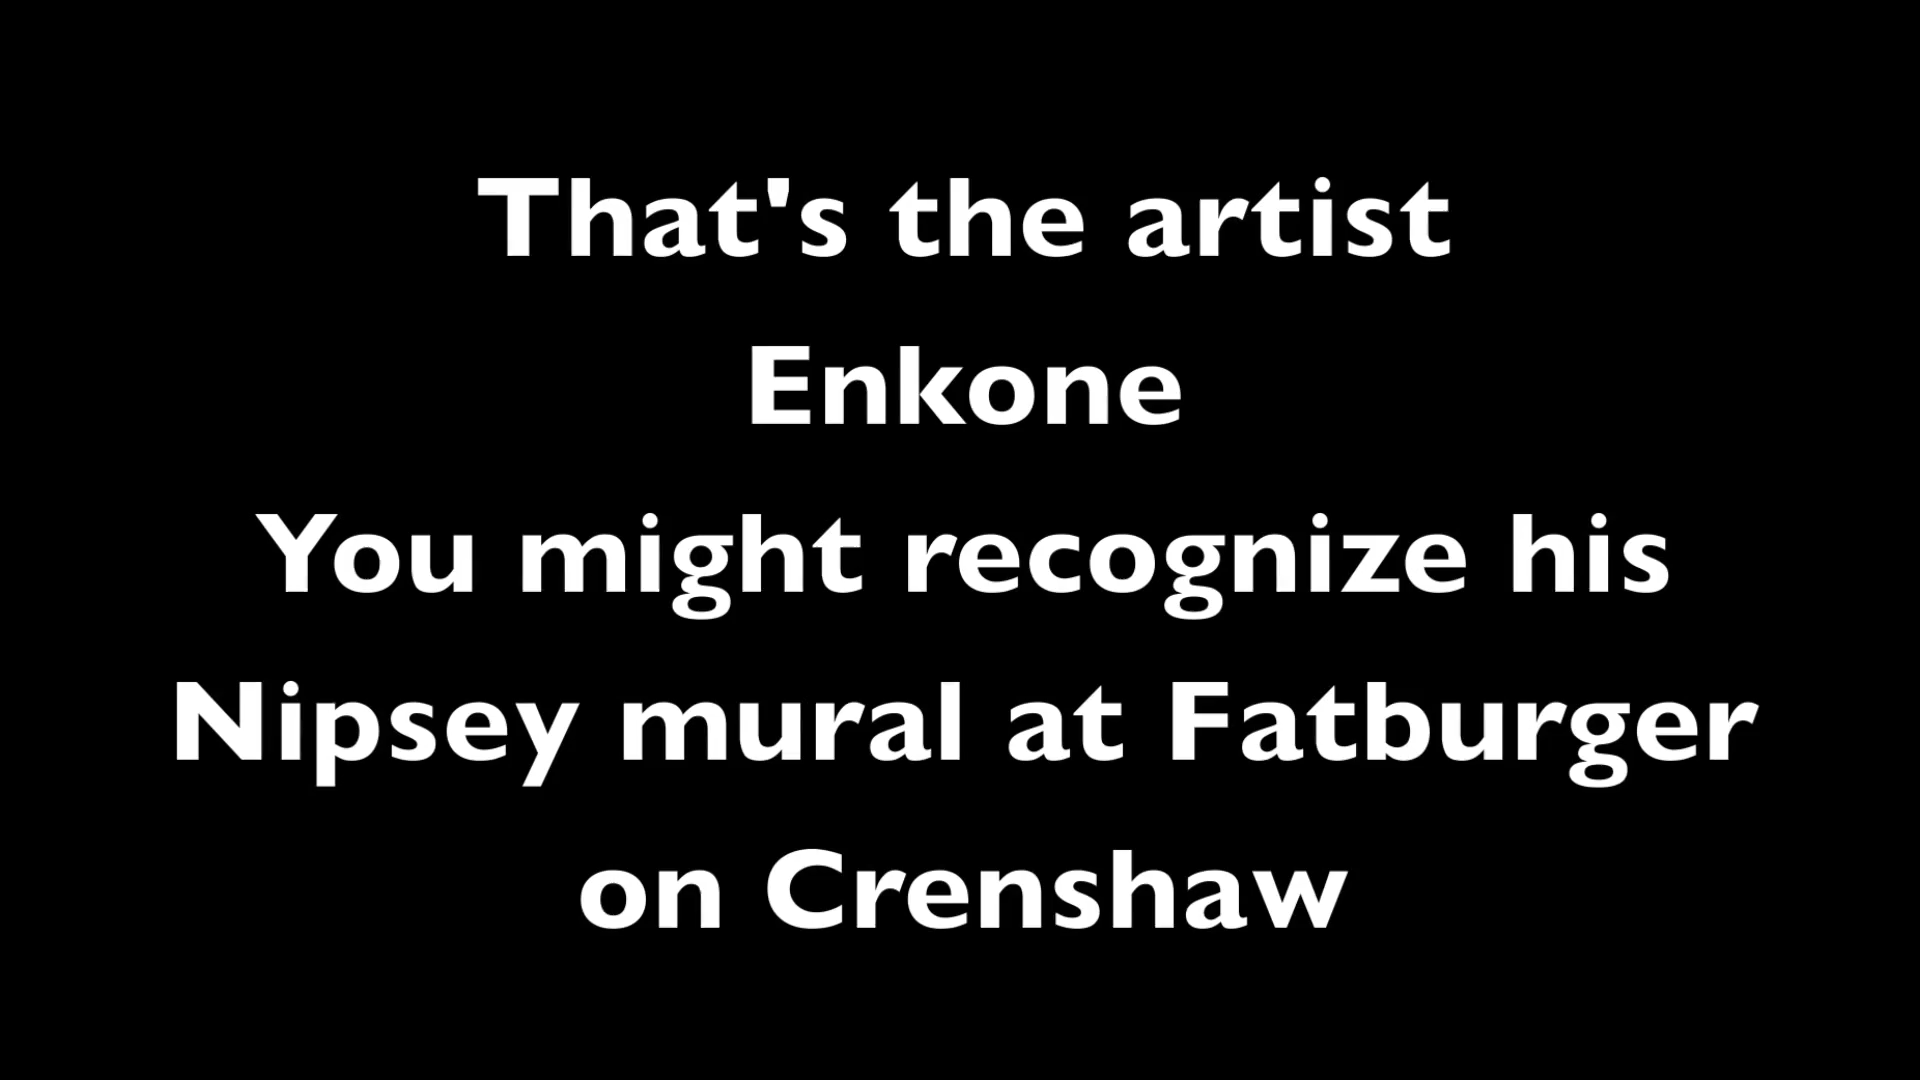 That's the artist
Enkone
You might recognize his
Nipsey mural at Fatburger
on Crenshaw